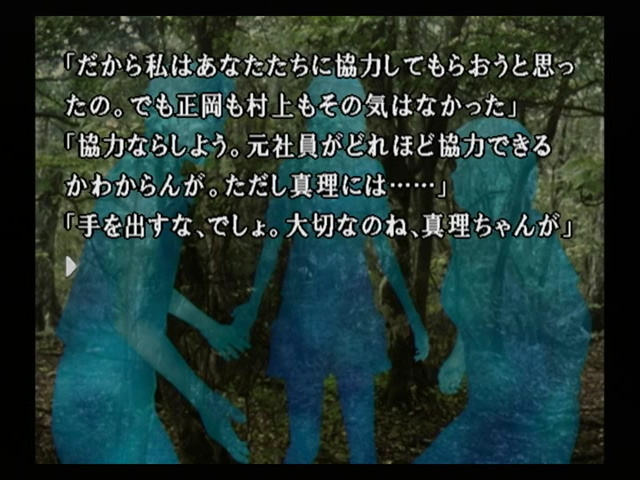 「だから私はあなたたちに協力してもらおうと思っ
たの。でも正岡も村上もその気はなかった」
「協力ならしよう。元社員がどれほど協力できる
かわからんが。ただし真理には……」
「手を出すな、でしょ。大切なのね、真理ちゃんが」